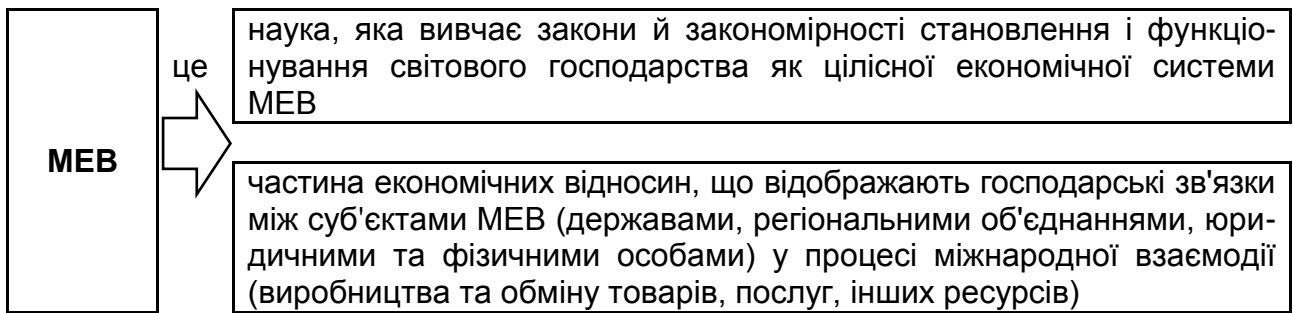 МЕВ
це
наука, яка вивчає закони й закономірності становлення і функціо-
нування світового господарства як цілісної економічної системи
МЕВ
частина економічних відносин, що відображають господарські зв'язки
між суб'єктами МЕВ (державами, регіональними об'єднаннями, юри-
дичними та фізичними особами) у процесі міжнародної взаємодії
(виробництва та обміну товарів, послуг, інших ресурсів)